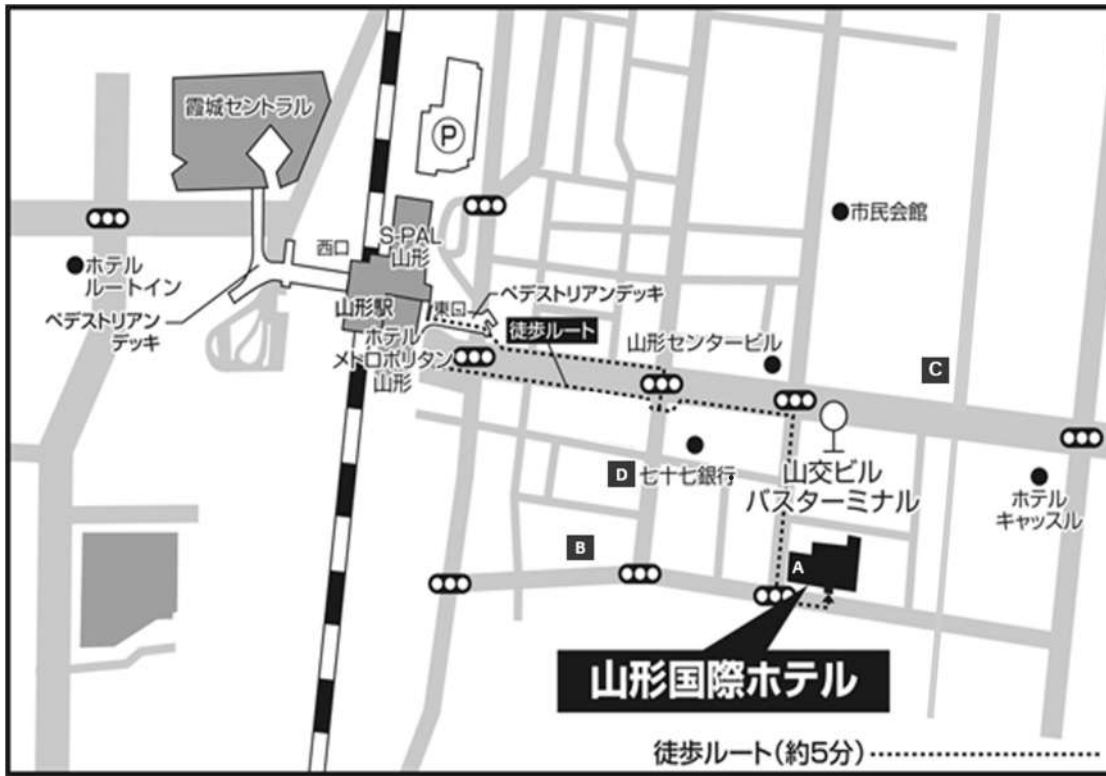 霞城セントラル
P
市民会館
S-PAL
山形
西口
ホテル
ルートイン
ペデストリアン
デッキ
山形駅
東口
ペデストリアンデッキ
徒歩ルート
ホテル
メトロポリタン
山形
山形センタービル
C
D
七十七銀行
山交ビル
バスターミナル
ホテル
キャッスル
B
A
山形国際ホテル
徒歩ルート(約5分)